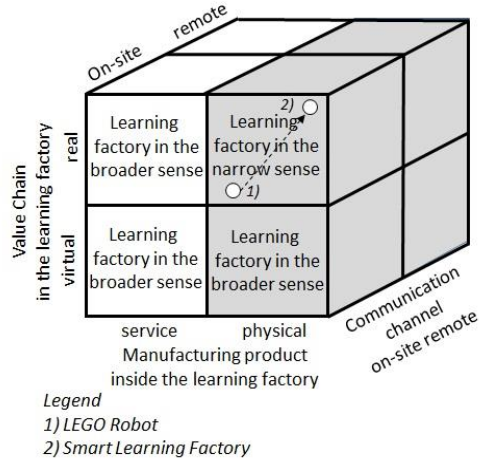 On-site
remote
Value Chain
in the learning factory
real
virtual
Learning
factory in the
broader sense
2)
Learning
factory in the
narrow sense
1)
Learning
factory in the
broader sense
Learning
factory in the
broader sense
service
physical
Manufacturing product
inside the learning factory
Communication
channel
on-site remote
Legend
1) LEGO Robot
2) Smart Learning Factory